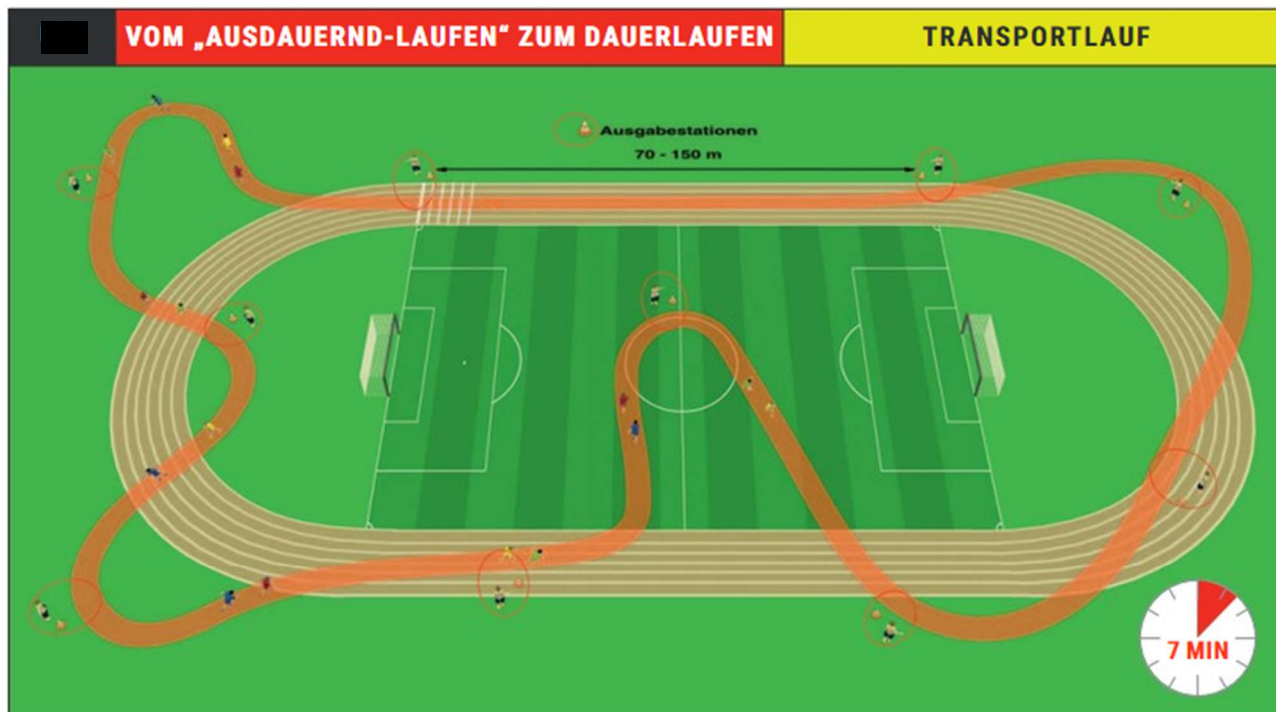 VOM „AUSDAUERND-LAUFEN“ ZUM DAUERLAUFEN
TRANSPORTLAUF
Ausgabestationen
70 - 150 m
7 MIN